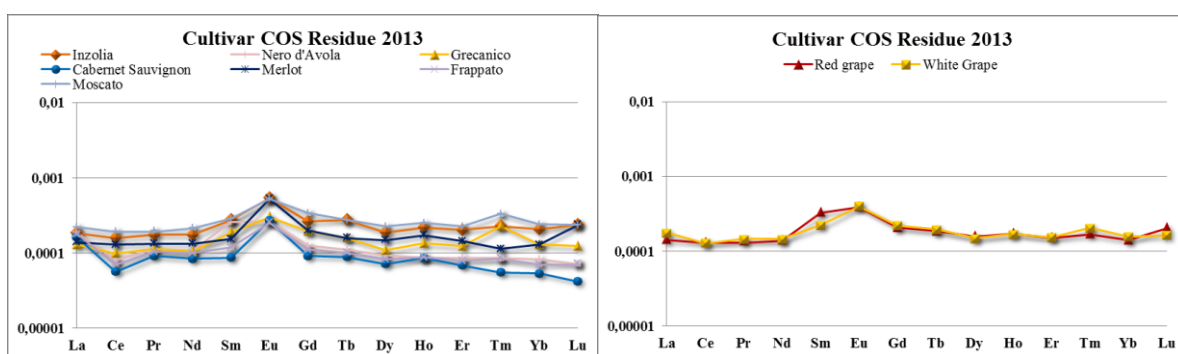 Cultivar COS Residue 2013
Inzolia Nero d'Avola Grecanico
Cabernet Sauvignon Merlot Frappato
Moscato
0,01
0,001
0,0001
0,00001
La Ce Pr Nd Sm Eu Gd Tb Dy Ho Er Tm Yb Lu
Cultivar COS Residue 2013
Red grape White Grape
0,01
0,001
0,0001
0,00001
La Ce Pr Nd Sm Eu Gd Tb Dy Ho Er Tm Yb Lu